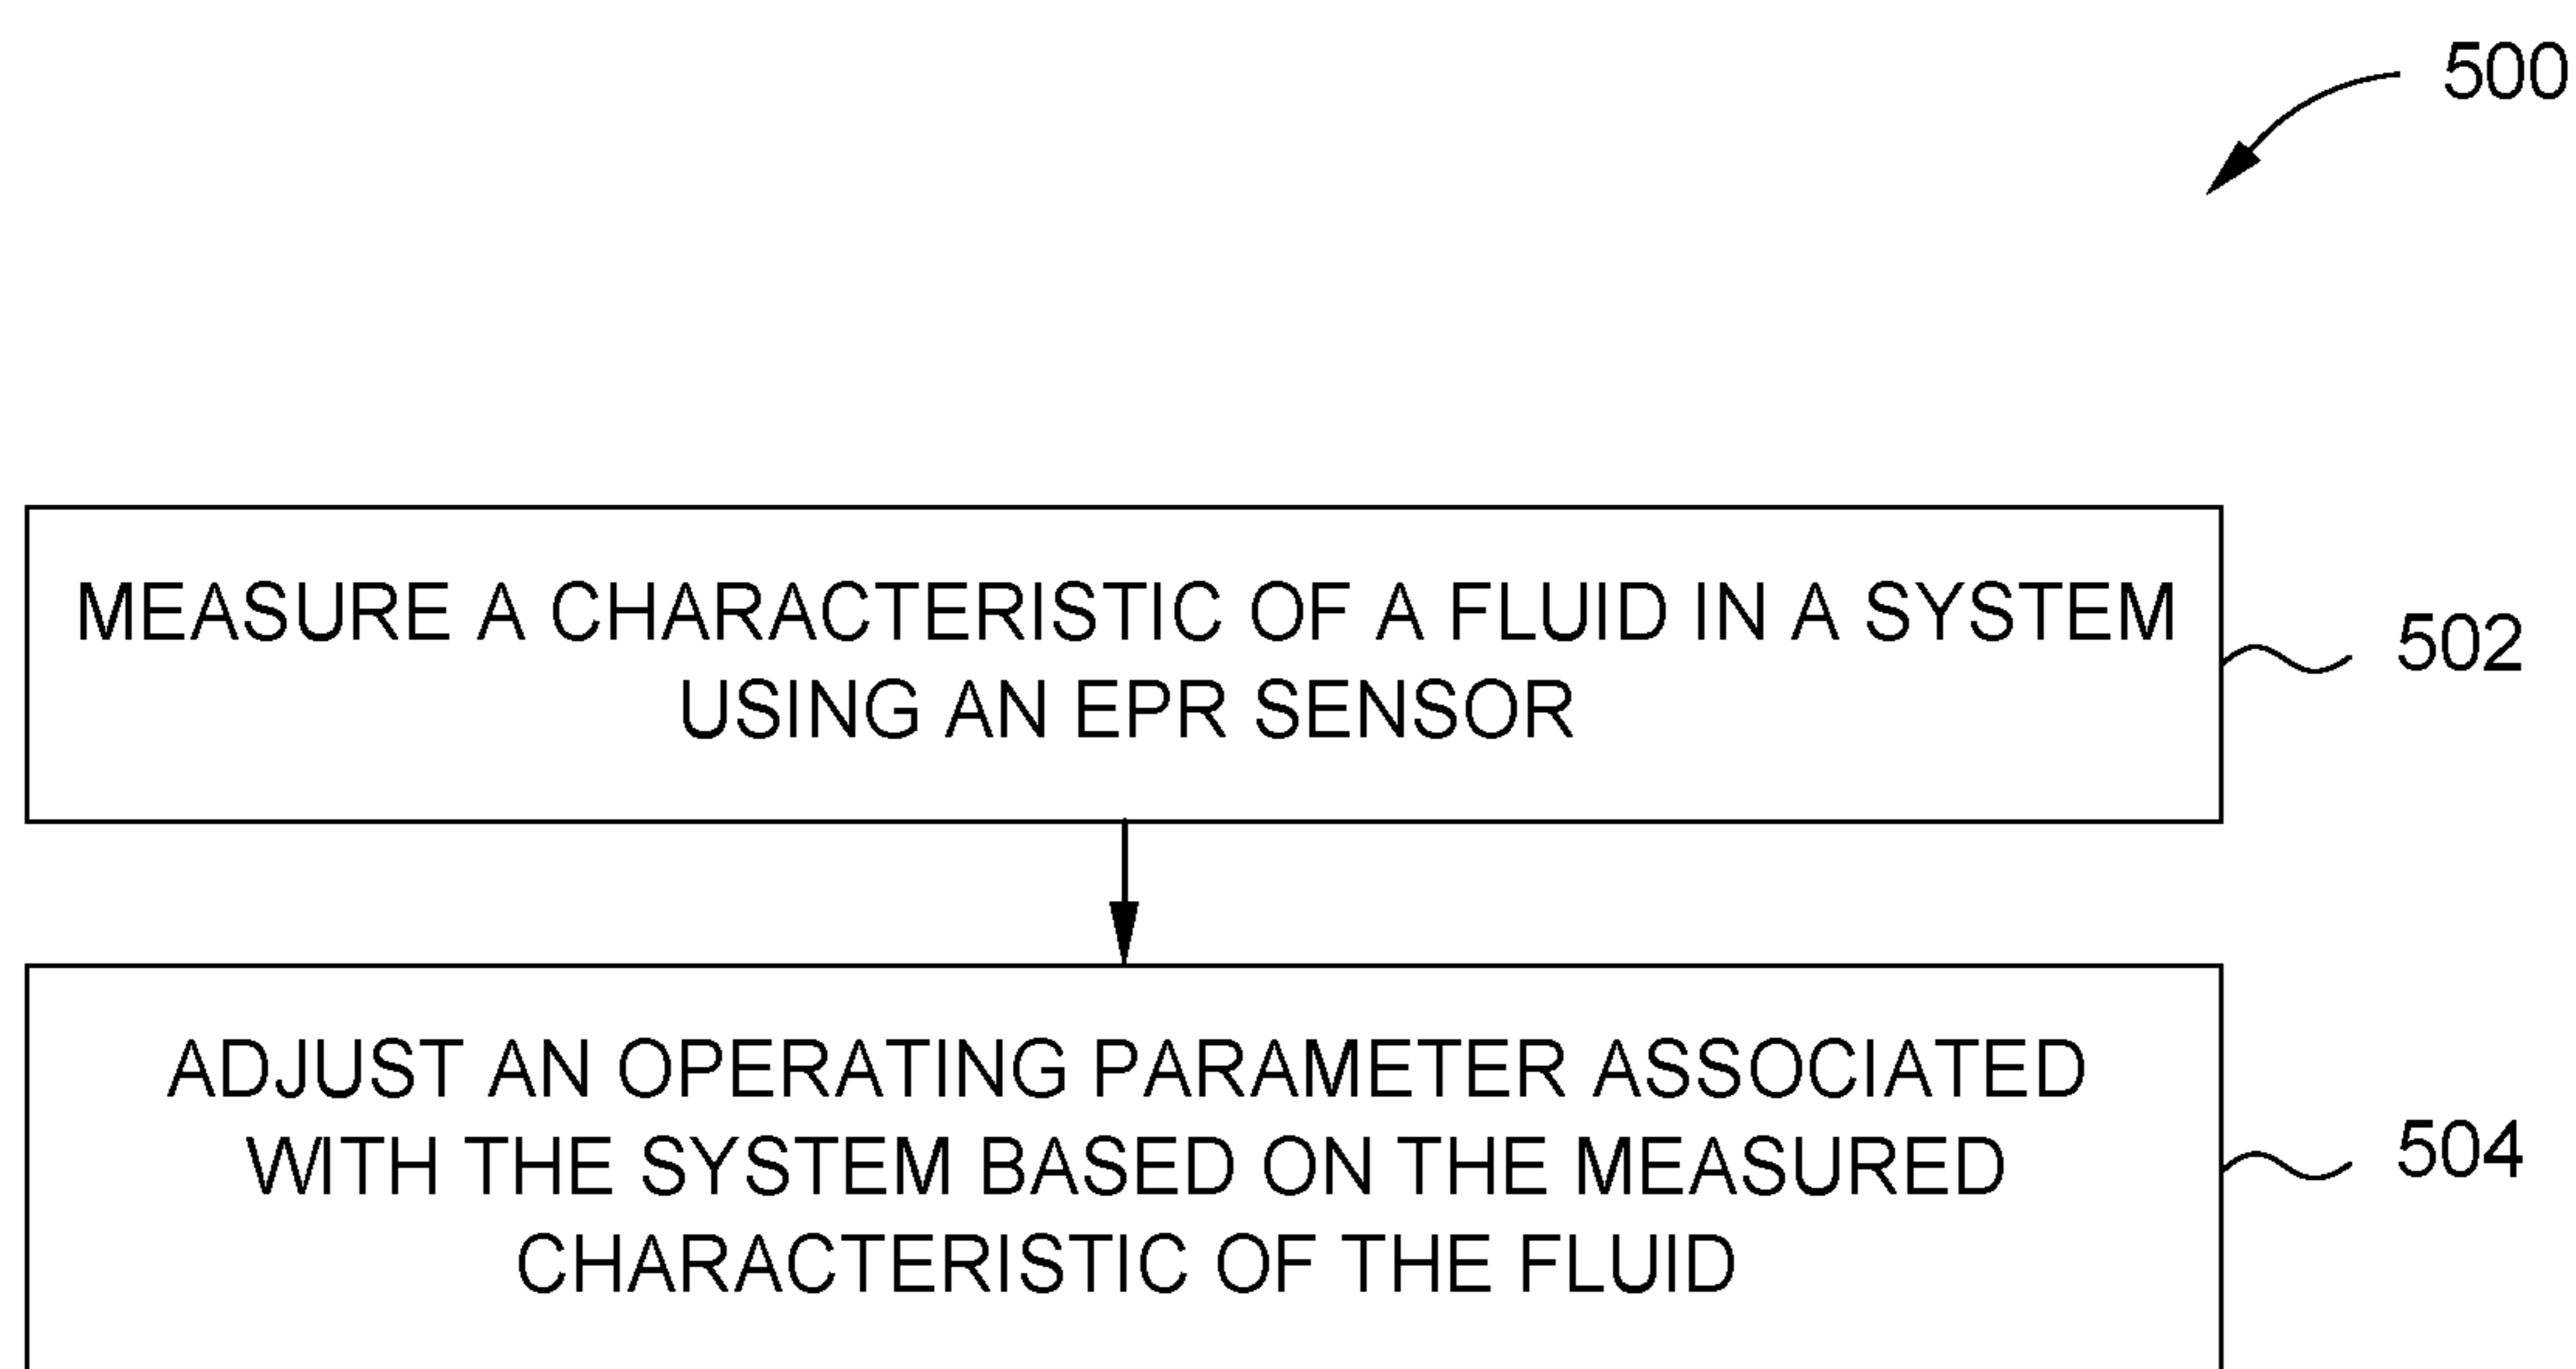 500
MEASURE A CHARACTERISTIC OF A FLUID IN A SYSTEM
USING AN EPR SENSOR
502
ADJUST AN OPERATING PARAMETER ASSOCIATED
WITH THE SYSTEM BASED ON THE MEASURED
CHARACTERISTIC OF THE FLUID
504